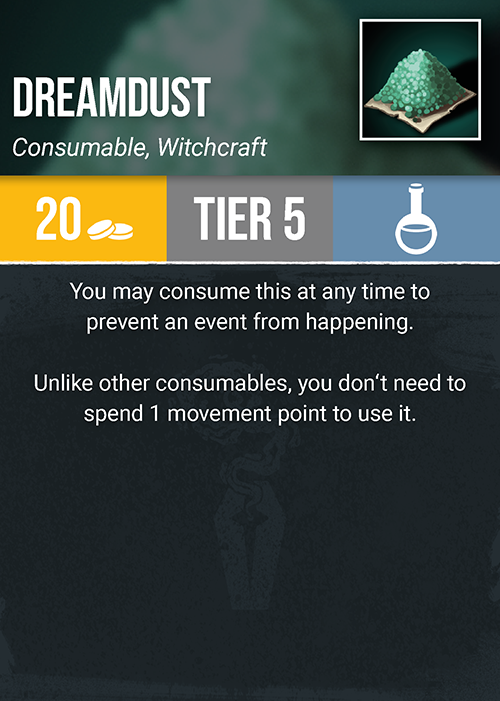 DREAMDUST
Consumable, Witchcraft
20
TIER 5
You may consume this at any time to
prevent an event from happening.
Unlike other consumables, you don‘t need to
spend 1 movement point to use it.